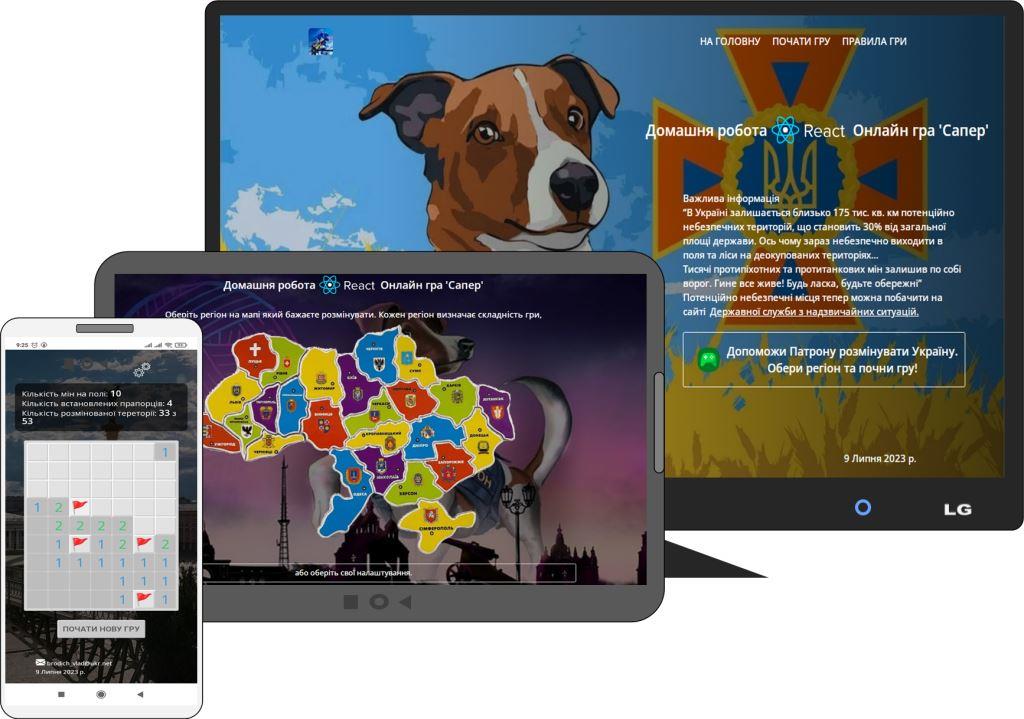 НА ГОЛОВНУ ПОЧАТИ ГРУ ПРАВИЛА ГРИ
Домашня робота React Онлайн гра 'Сапер'
Важлива інформація
"В Україні залишається близько 175 тис. кв. км потенційно
небезпечних територій, що становить 30% від загальної
площі держави. Ось чому зараз небезпечно виходити в
поля та ліси на деокупованих територіях...
Тисячі протипіхотних та протитанкових мін залишив по собі
ворог. Гине все живе! Будь ласка, будьте обережні"
Потенційно небезпечні місця тепер можна побачити на
сайті Державної служби з надзвичайних ситуацій.
Допоможи Патрону розмінувати Україну.
Обери регіон та почни гру!
9 Липня 2023 р.
LG
Домашня робота React Онлайн гра 'Сапер'
Оберіть регіон на мапі який бажаєте розмінувати. Кожен регіон визначає складність гри,
ЛУЦЬК
РІВНЕ
ЖИТОМИР
КИЇВ
ЧЕРНІГІВ
СУМИ
ЛЬВІВ
ТЕРНОПІЛЬ
ВІННИЦЯ
ЧЕРКАСИ
ПОЛТАВА
ХАРКІВ
ЛУГАНСЬК
УЖГОРОД
ЧЕРНІВЦІ
КРОПИВНИЦЬКИЙ
ДНІПРО
ДОНЕЦЬК
ОДЕСА
МИКОЛАЇВ
ЗАПОРІЖЖЯ
ХЕРСОН
СІМФЕРОПОЛЬ
або оберіть свої налаштування.
9:25
Кількість мін на полі: 10
Кількість встановлених прапорців: 4
Кількість розмінованої тереторії: 33 з
53
1
1 2
2 2 2 2
1 1 2 2
1 1 1 1 1 1
1 1
1 1
ПОЧАТИ НОВУ ГРУ
brodich_vlad@ukr.net
9 Липня 2023 р.